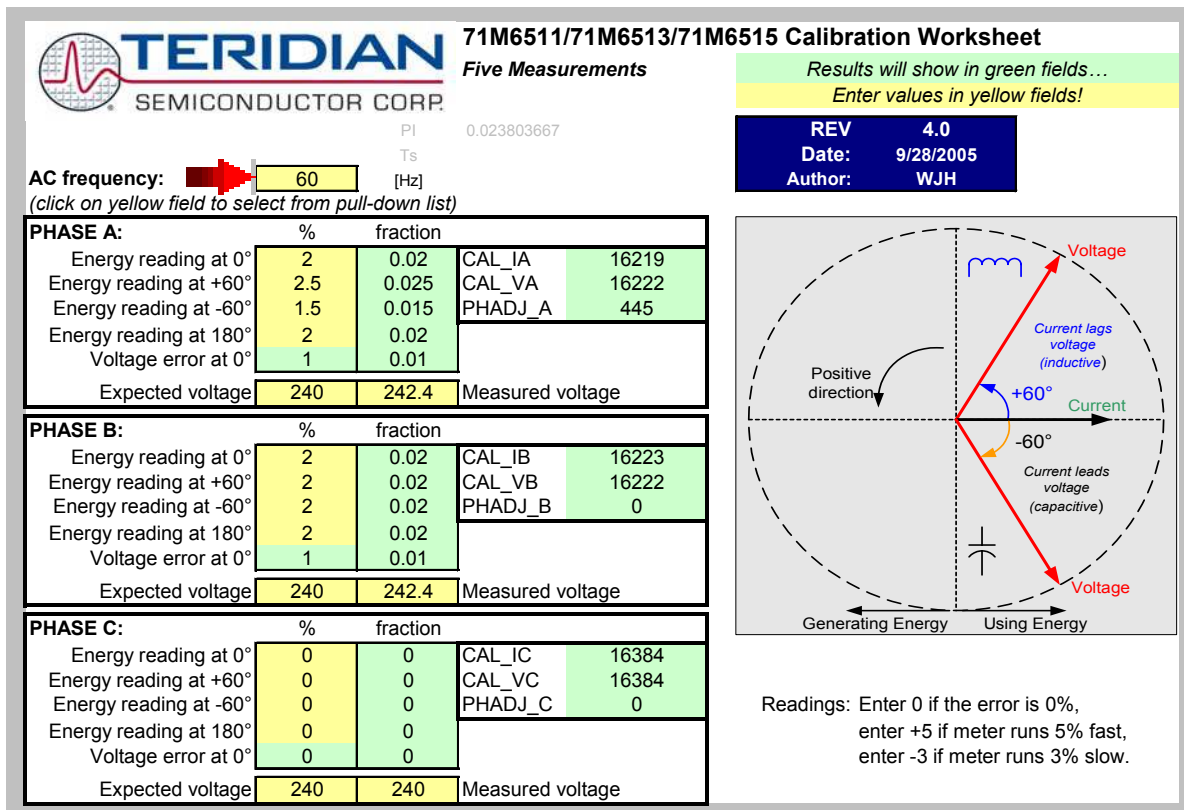 TERIDIAN
SEMICONDUCTOR CORP.
71M6511/71M6513/71M6515 Calibration Worksheet
Five Measurements
Results will show in green fields…
Enter values in yellow fields!
PI 0.023803667
Ts
REV 4.0
Date: 9/28/2005
Author: WJH
AC frequency: 60 [Hz]
(click on yellow field to select from pull-down list)
PHASE A: % fraction
Energy reading at 0° 2 0.02 CAL_IA 16219
Energy reading at +60° 2.5 0.025 CAL_VA 16222
Energy reading at -60° 1.5 0.015 PHADJ_A 445
Energy reading at 180° 2 0.02
Voltage error at 0° 1 0.01
Expected voltage 240 242.4 Measured voltage
PHASE B: % fraction
Energy reading at 0° 2 0.02 CAL_IB 16223
Energy reading at +60° 2 0.02 CAL_VB 16222
Energy reading at -60° 2 0.02 PHADJ_B 0
Energy reading at 180° 2 0.02
Voltage error at 0° 1 0.01
Expected voltage 240 242.4 Measured voltage
PHASE C: % fraction
Energy reading at 0° 0 0 CAL_IC 16384
Energy reading at +60° 0 0 CAL_VC 16384
Energy reading at -60° 0 0 PHADJ_C 0
Energy reading at 180° 0 0
Voltage error at 0° 0 0
Expected voltage 240 240 Measured voltage
Voltage
Current lags
voltage
(inductive)
Positive
direction
+60°
Current
-60°
Current leads
voltage
(capacitive)
Voltage
Generating Energy Using Energy
Readings: Enter 0 if the error is 0%,
enter +5 if meter runs 5% fast,
enter -3 if meter runs 3% slow.